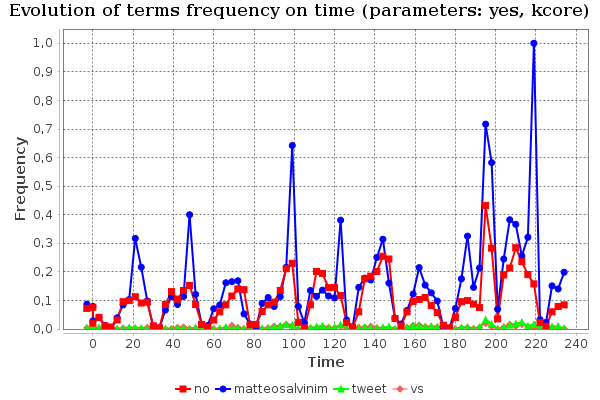 Evolution of terms frequency on time (parameters: yes, kcore)
1,0
0,9
0,8
0,7
0,6
0,5
0,4
0,3
0,2
0,1
0,0
Frequency
0 20 40 60 80 100 120 140 160 180 200 220 240
Time
no matteosalvinim tweet vs